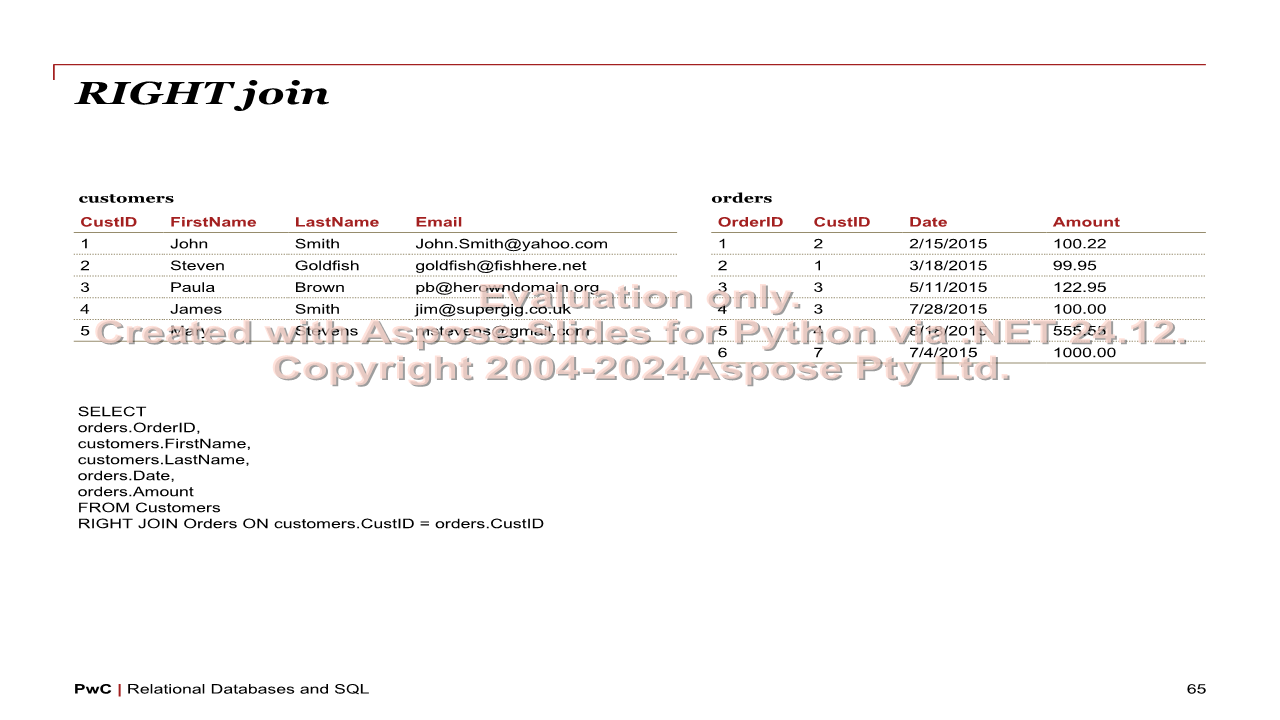 RIGHT join
customers
CustID FirstName LastName Email
1 John Smith John.Smith@yahoo.com
2 Steven Goldfish goldfish@fishhere.net
3 Paula Brown pb@herowndomain.org
4 James Smith jim@supergig.co.uk
5 Mary Stevens mstevens@gmail.com
orders
OrderID CustID Date Amount
1 2 2/15/2015 100.22
2 1 3/18/2015 99.95
3 3 5/11/2015 122.95
4 3 7/28/2015 100.00
5 4 555.53
6 7 7/4/2015 1000.00
Evaluation only.
Created with Aspose.Slides for Python via .NET 24.12.
Copyright 2004-2024Aspose Pty Ltd.
SELECT
orders.OrderID,
customers.FirstName,
customers.LastName,
orders.Date,
orders.Amount
FROM Customers
RIGHT JOIN Orders ON customers.CustID = orders.CustID
PwC | Relational Databases and SQL
65